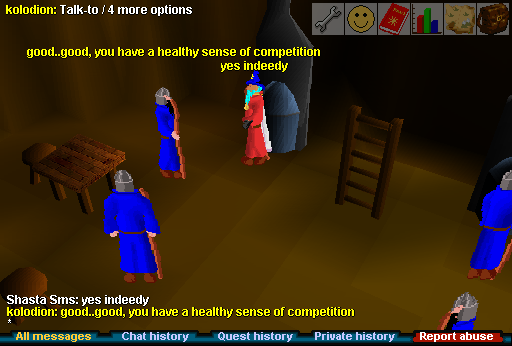 kolodion: Talk-to / 4 more options
good..good, you have a healthy sense of competition
yes indeedy
Shasta Sms: yes indeedy
kolodion: good..good, you have a healthy sense of competition
*
All messages
Chat history
Quest history
Private history
Report abuse